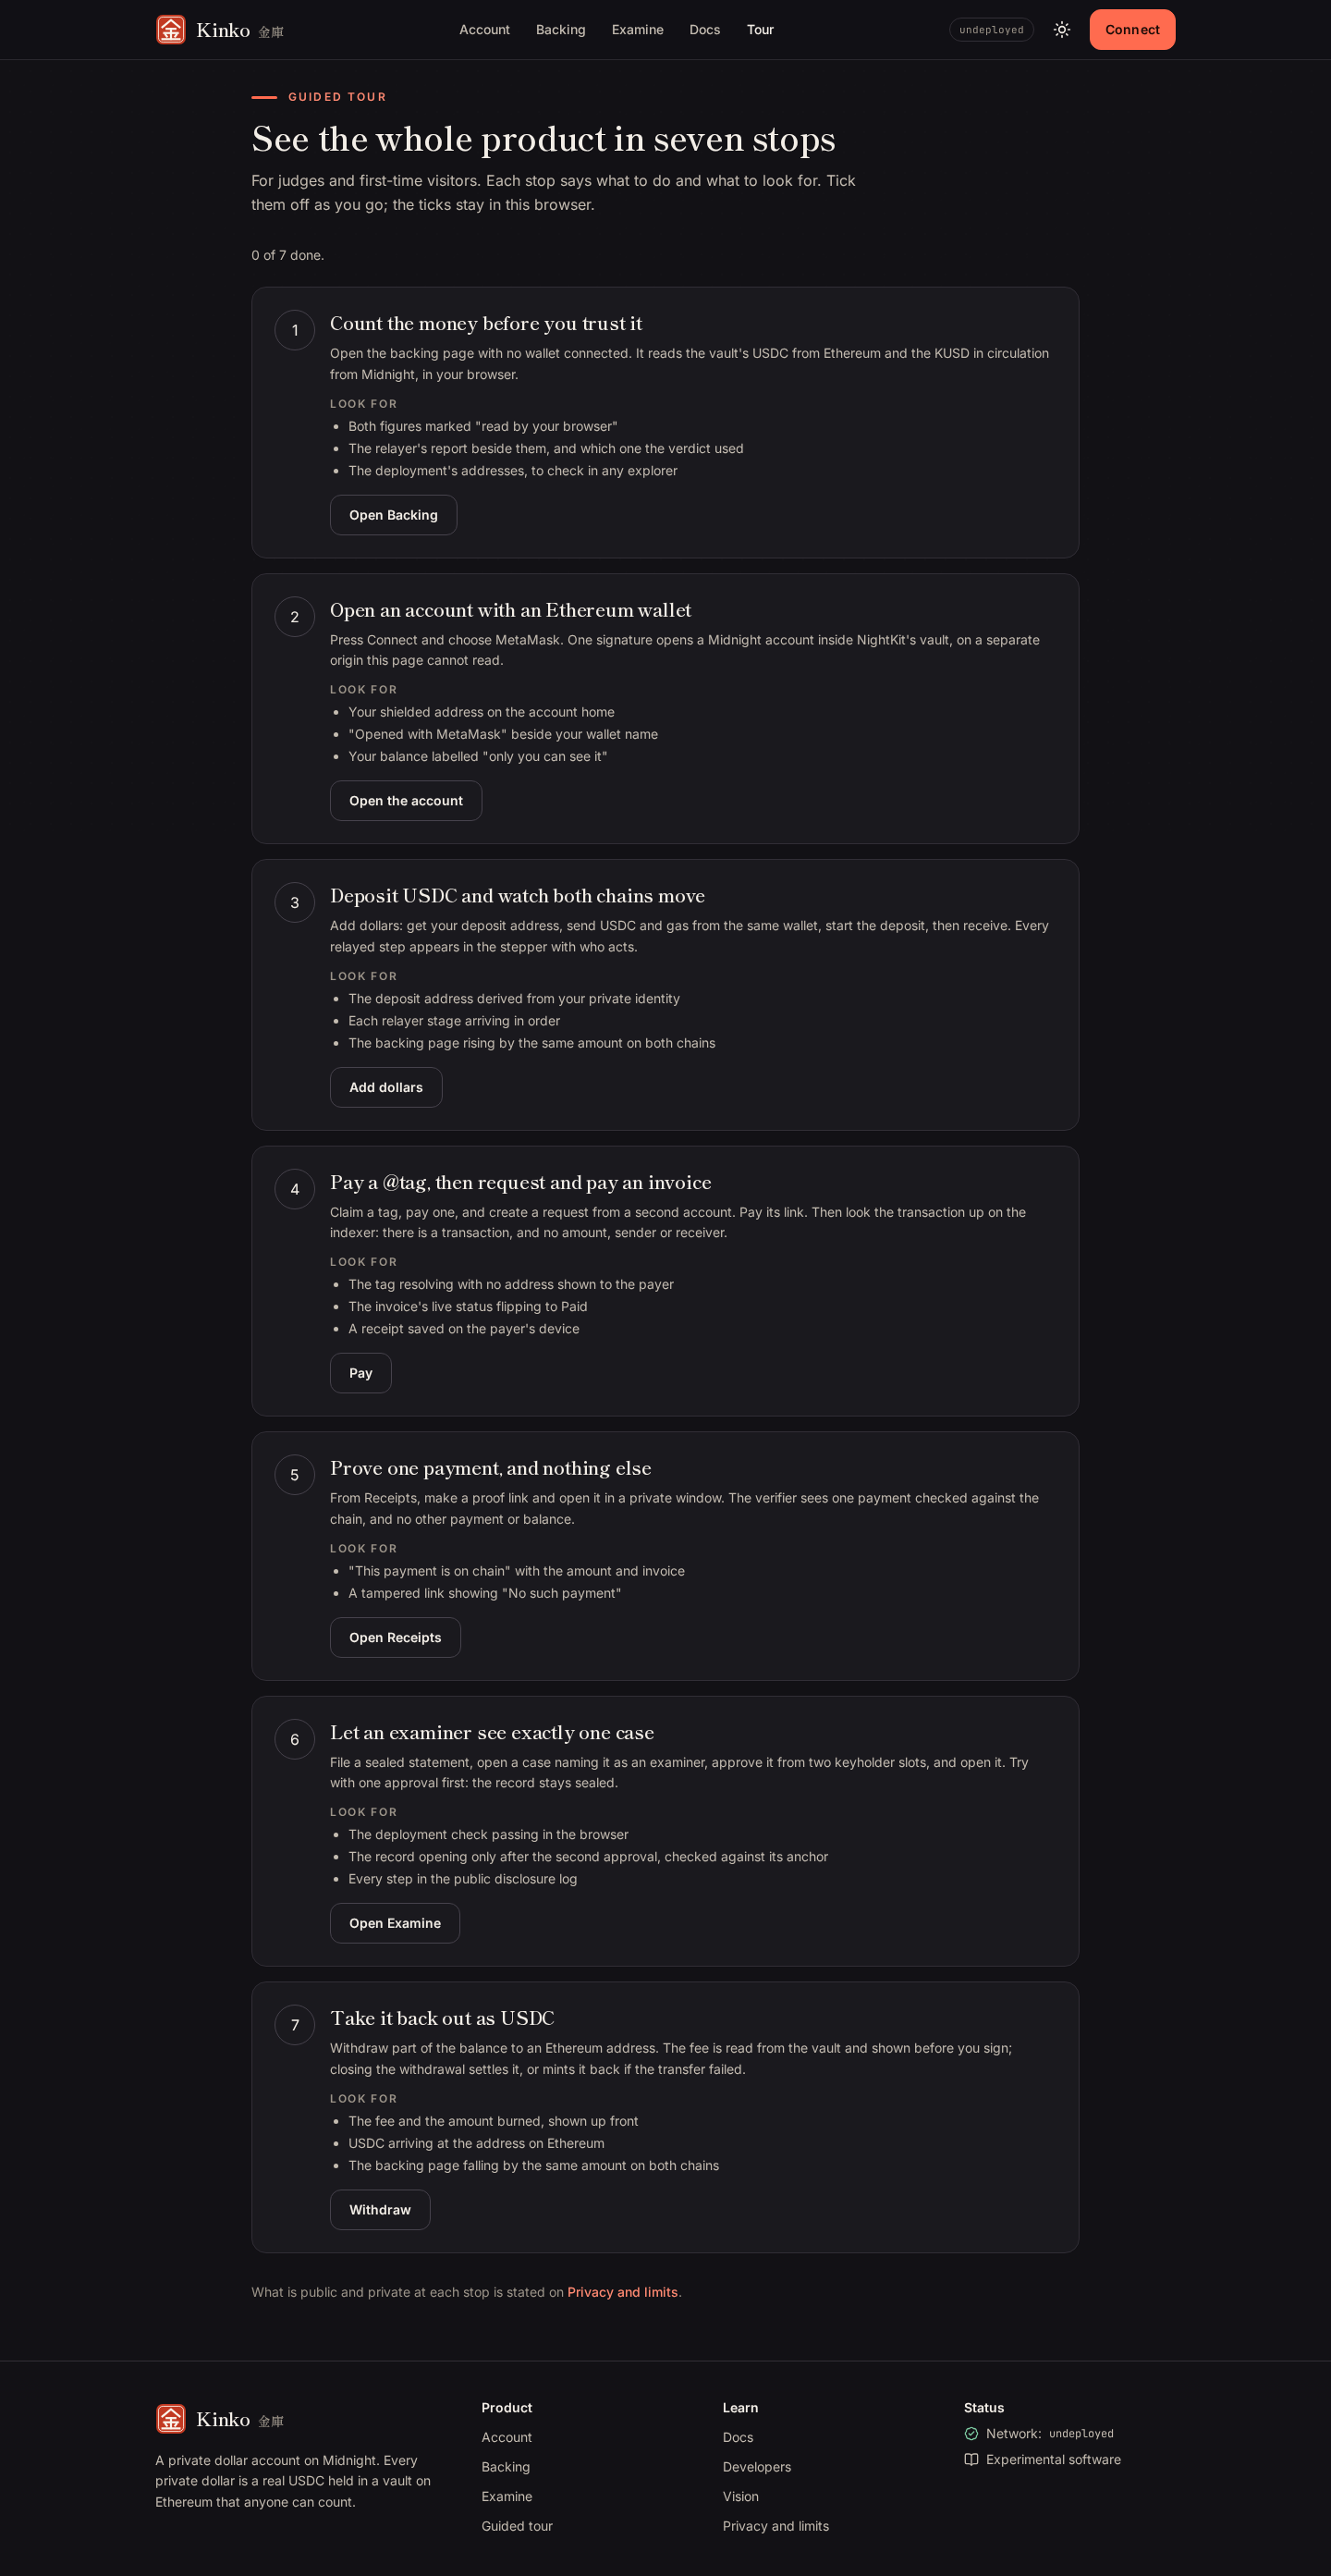 金 Kinko 金庫
Account Backing Examine Docs Tour
undeployed
Connect
GUIDED TOUR
See the whole product in seven stops
For judges and first-time visitors. Each stop says what to do and what to look for. Tick
them off as you go; the ticks stay in this browser.
0 of 7 done.
1
Count the money before you trust it
Open the backing page with no wallet connected. It reads the vault's USDC from Ethereum and the KUSD in circulation
from Midnight, in your browser.
LOOK FOR
• Both figures marked "read by your browser"
• The relayer's report beside them, and which one the verdict used
• The deployment's addresses, to check in any explorer
Open Backing
2
Open an account with an Ethereum wallet
Press Connect and choose MetaMask. One signature opens a Midnight account inside NightKit's vault, on a separate
origin this page cannot read.
LOOK FOR
• Your shielded address on the account home
• "Opened with MetaMask" beside your wallet name
• Your balance labelled "only you can see it"
Open the account
3
Deposit USDC and watch both chains move
Add dollars: get your deposit address, send USDC and gas from the same wallet, start the deposit, then receive. Every
relayed step appears in the stepper with who acts.
LOOK FOR
• The deposit address derived from your private identity
• Each relayer stage arriving in order
• The backing page rising by the same amount on both chains
Add dollars
4
Pay a @tag, then request and pay an invoice
Claim a tag, pay one, and create a request from a second account. Pay its link. Then look the transaction up on the
indexer: there is a transaction, and no amount, sender or receiver.
LOOK FOR
• The tag resolving with no address shown to the payer
• The invoice's live status flipping to Paid
• A receipt saved on the payer's device
Pay
5
Prove one payment, and nothing else
From Receipts, make a proof link and open it in a private window. The verifier sees one payment checked against the
chain, and no other payment or balance.
LOOK FOR
• "This payment is on chain" with the amount and invoice
• A tampered link showing "No such payment"
Open Receipts
6
Let an examiner see exactly one case
File a sealed statement, open a case naming it as an examiner, approve it from two keyholder slots, and open it. Try
with one approval first: the record stays sealed.
LOOK FOR
• The deployment check passing in the browser
• The record opening only after the second approval, checked against its anchor
• Every step in the public disclosure log
Open Examine
7
Take it back out as USDC
Withdraw part of the balance to an Ethereum address. The fee is read from the vault and shown before you sign;
closing the withdrawal settles it, or mints it back if the transfer failed.
LOOK FOR
• The fee and the amount burned, shown up front
• USDC arriving at the address on Ethereum
• The backing page falling by the same amount on both chains
Withdraw
What is public and private at each stop is stated on Privacy and limits.
金 Kinko 金庫
A private dollar account on Midnight. Every
private dollar is a real USDC held in a vault on
Ethereum that anyone can count.
Product
Account
Backing
Examine
Guided tour
Learn
Docs
Developers
Vision
Privacy and limits
Status
Network: undeployed
Experimental software